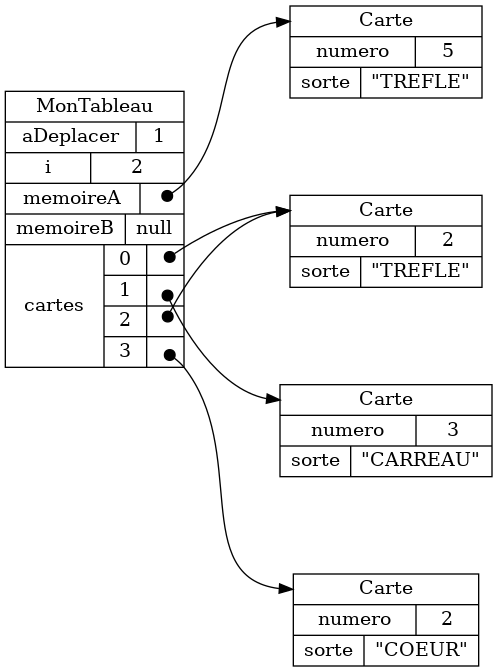 MonTableau
aDeplacer 1
i 2
memoireA
memoireB null
cartes
0
1
2
3
Carte
numero 5
sorte "TREFLE"
Carte
numero 2
sorte "TREFLE"
Carte
numero 3
sorte "CARREAU"
Carte
numero 2
sorte "COEUR"